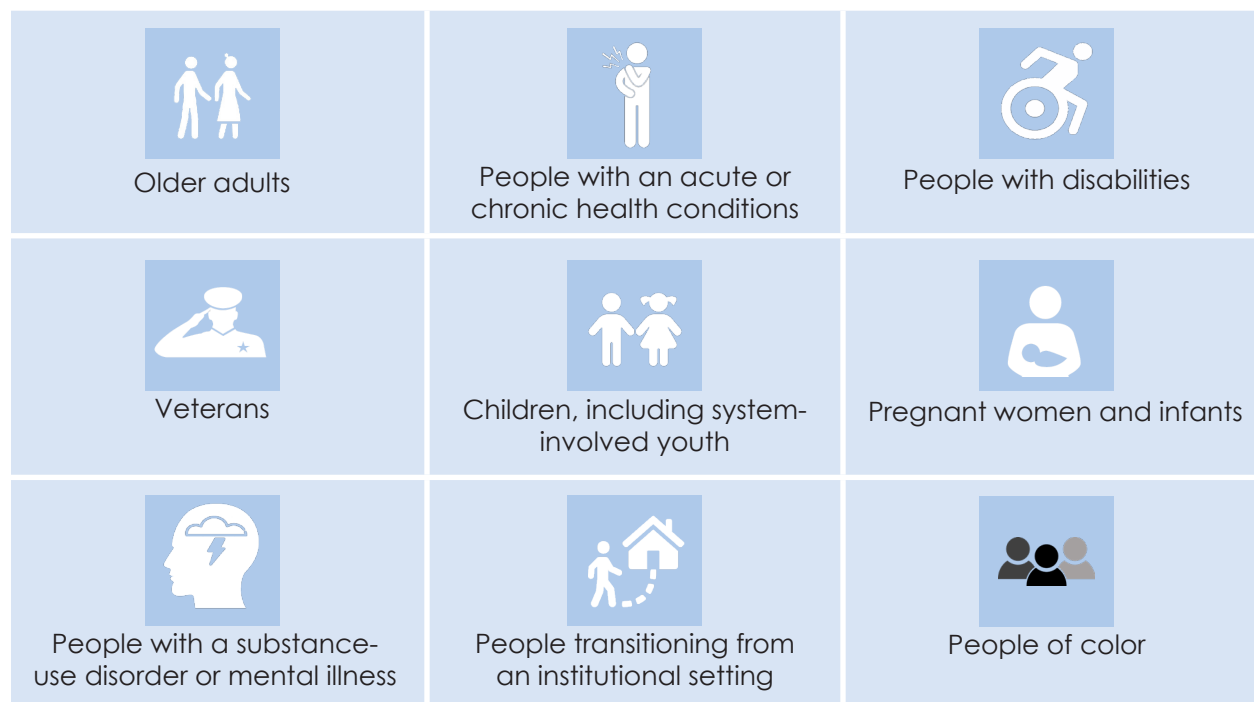 Older adults
People with an acute or
chronic health conditions
People with disabilities
Veterans
Children, including system-
involved youth
Pregnant women and infants
People with a substance-
use disorder or mental illness
People transitioning from
an institutional setting
People of color